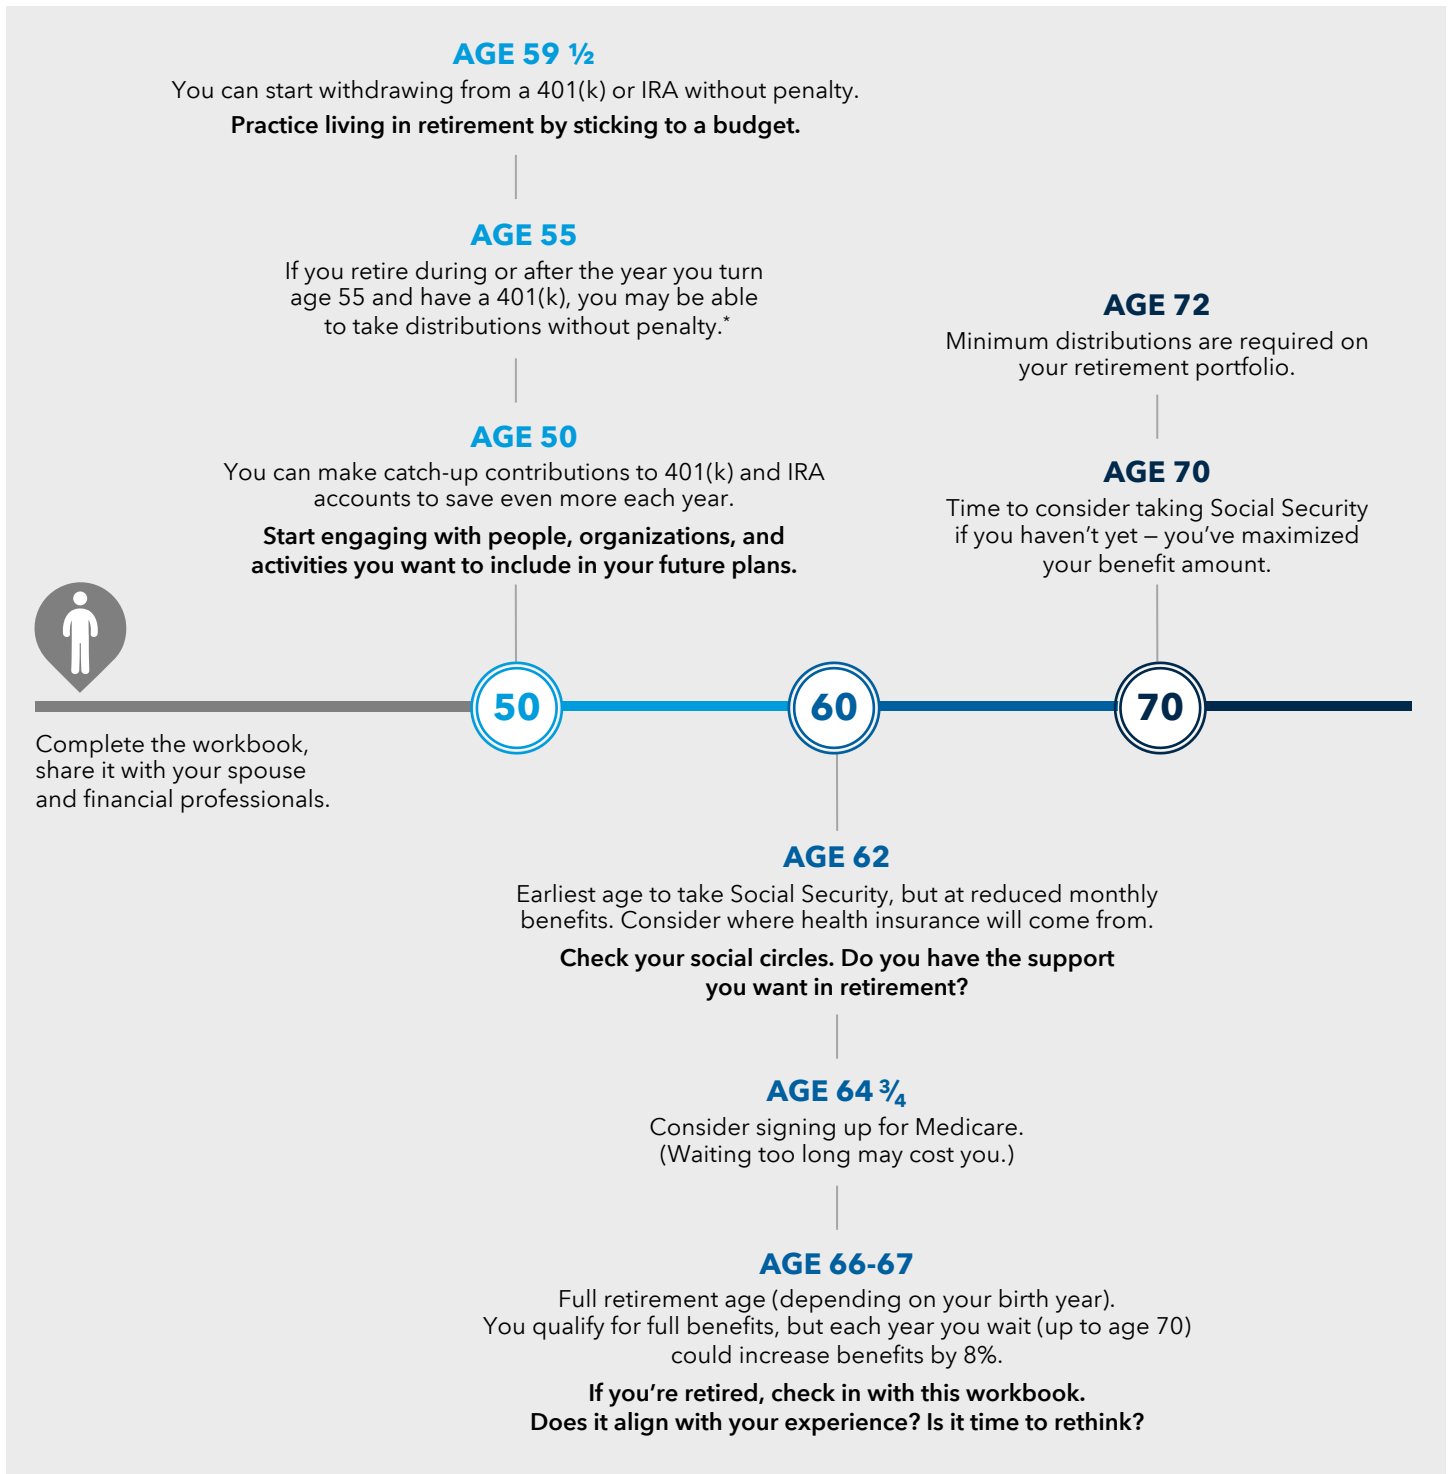 AGE 59 ½
You can start withdrawing from a 401(k) or IRA without penalty.
Practice living in retirement by sticking to a budget.
AGE 55
If you retire during or after the year you turn
age 55 and have a 401(k), you may be able
to take distributions without penalty.*
AGE 50
You can make catch-up contributions to 401(k) and IRA
accounts to save even more each year.
Start engaging with people, organizations, and
activities you want to include in your future plans.
AGE 72
Minimum distributions are required on
your retirement portfolio.
AGE 70
Time to consider taking Social Security
if you haven’t yet – you’ve maximized
your benefit amount.
50
60
70
Complete the workbook,
share it with your spouse
and financial professionals.
AGE 62
Earliest age to take Social Security, but at reduced monthly
benefits. Consider where health insurance will come from.
Check your social circles. Do you have the support
you want in retirement?
AGE 64 ¾
Consider signing up for Medicare.
(Waiting too long may cost you.)
AGE 66-67
Full retirement age (depending on your birth year).
You qualify for full benefits, but each year you wait (up to age 70)
could increase benefits by 8%.
If you’re retired, check in with this workbook.
Does it align with your experience? Is it time to rethink?